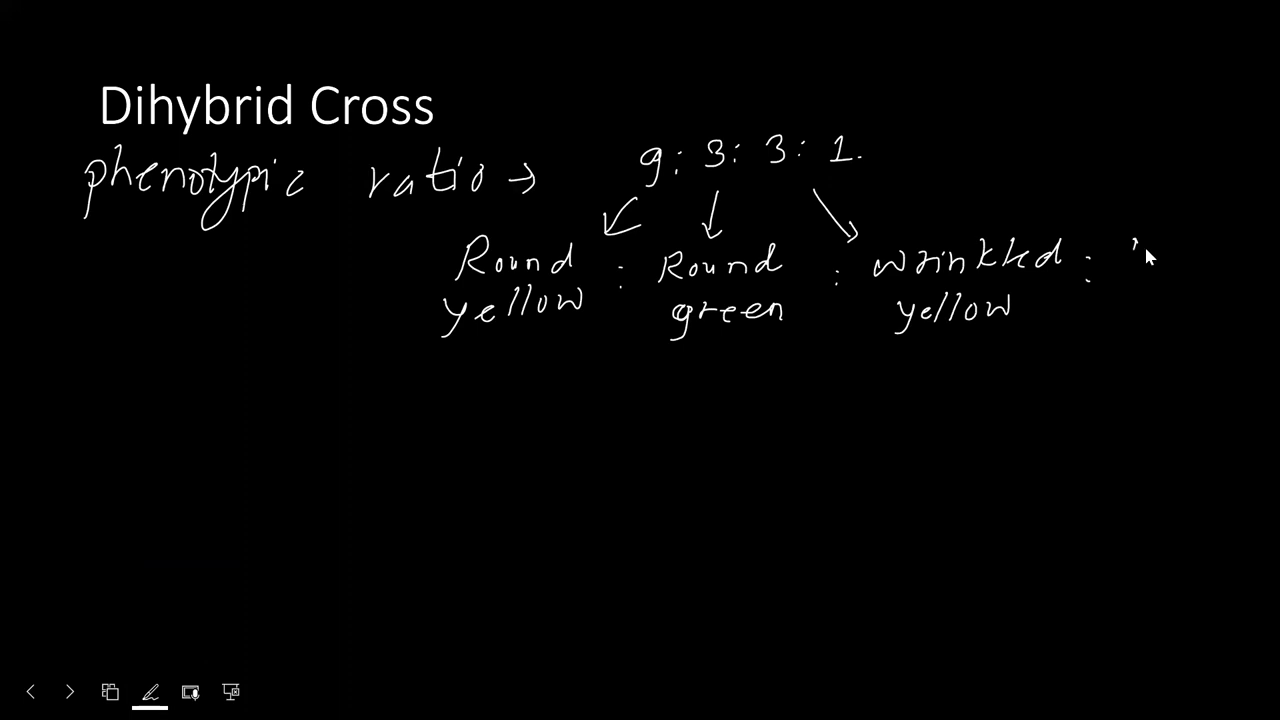 Dihybrid Cross
phenotypic ratio → 9:3:3:1.
Round : Round : wrinkled :
yellow green yellow